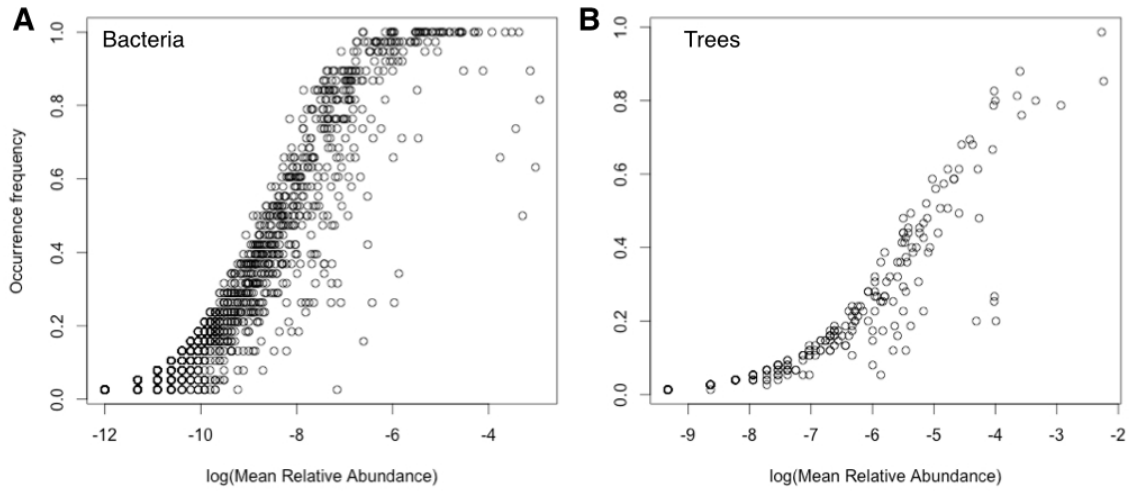 A
B
Bacteria
Trees
Occurrence frequency
1.0
0.8
0.6
0.4
0.2
0.0
-12 -10 -8 -6 -4
log(Mean Relative Abundance)
1.0
0.8
0.6
0.4
0.2
0.0
-9 -8 -7 -6 -5 -4 -3 -2
log(Mean Relative Abundance)